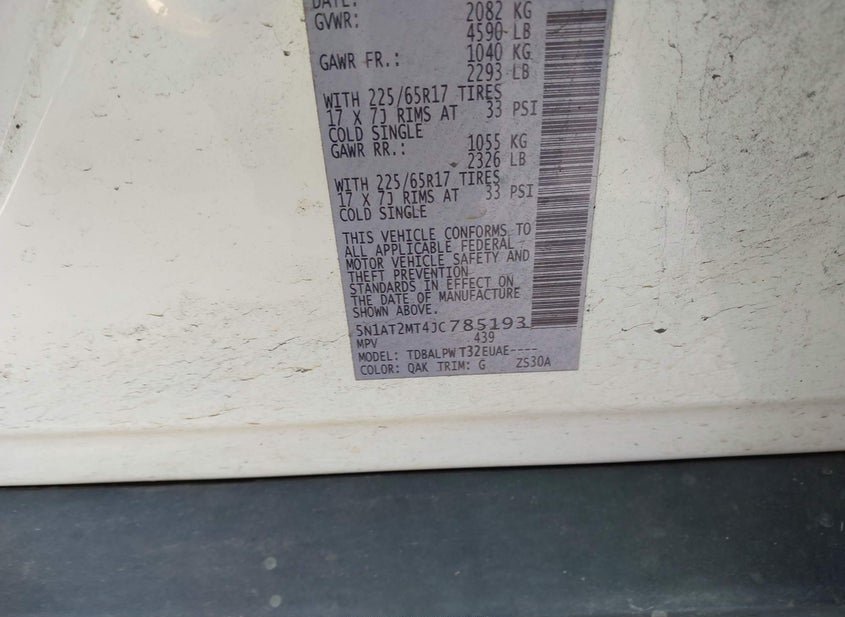 DATE:
GVWR: 2082 KG
4590 LB
GAWR FR.: 1040 KG
2293 LB
WITH 225/65R17 TIRES
17 X 7J RIMS AT 33 PSI
COLD SINGLE
GAWR RR.: 1055 KG
2326 LB
WITH 225/65R17 TIRES
17 X 7J RIMS AT 33 PSI
COLD SINGLE
THIS VEHICLE CONFORMS TO
ALL APPLICABLE FEDERAL
MOTOR VEHICLE SAFETY AND
THEFT PREVENTION
STANDARDS IN EFFECT ON
THE DATE OF MANUFACTURE
SHOWN ABOVE.
5N1AT2MT4JC785193
MPV 439
MODEL: TDBALPW T32EUAE----
COLOR: QAK TRIM: G ZS30A